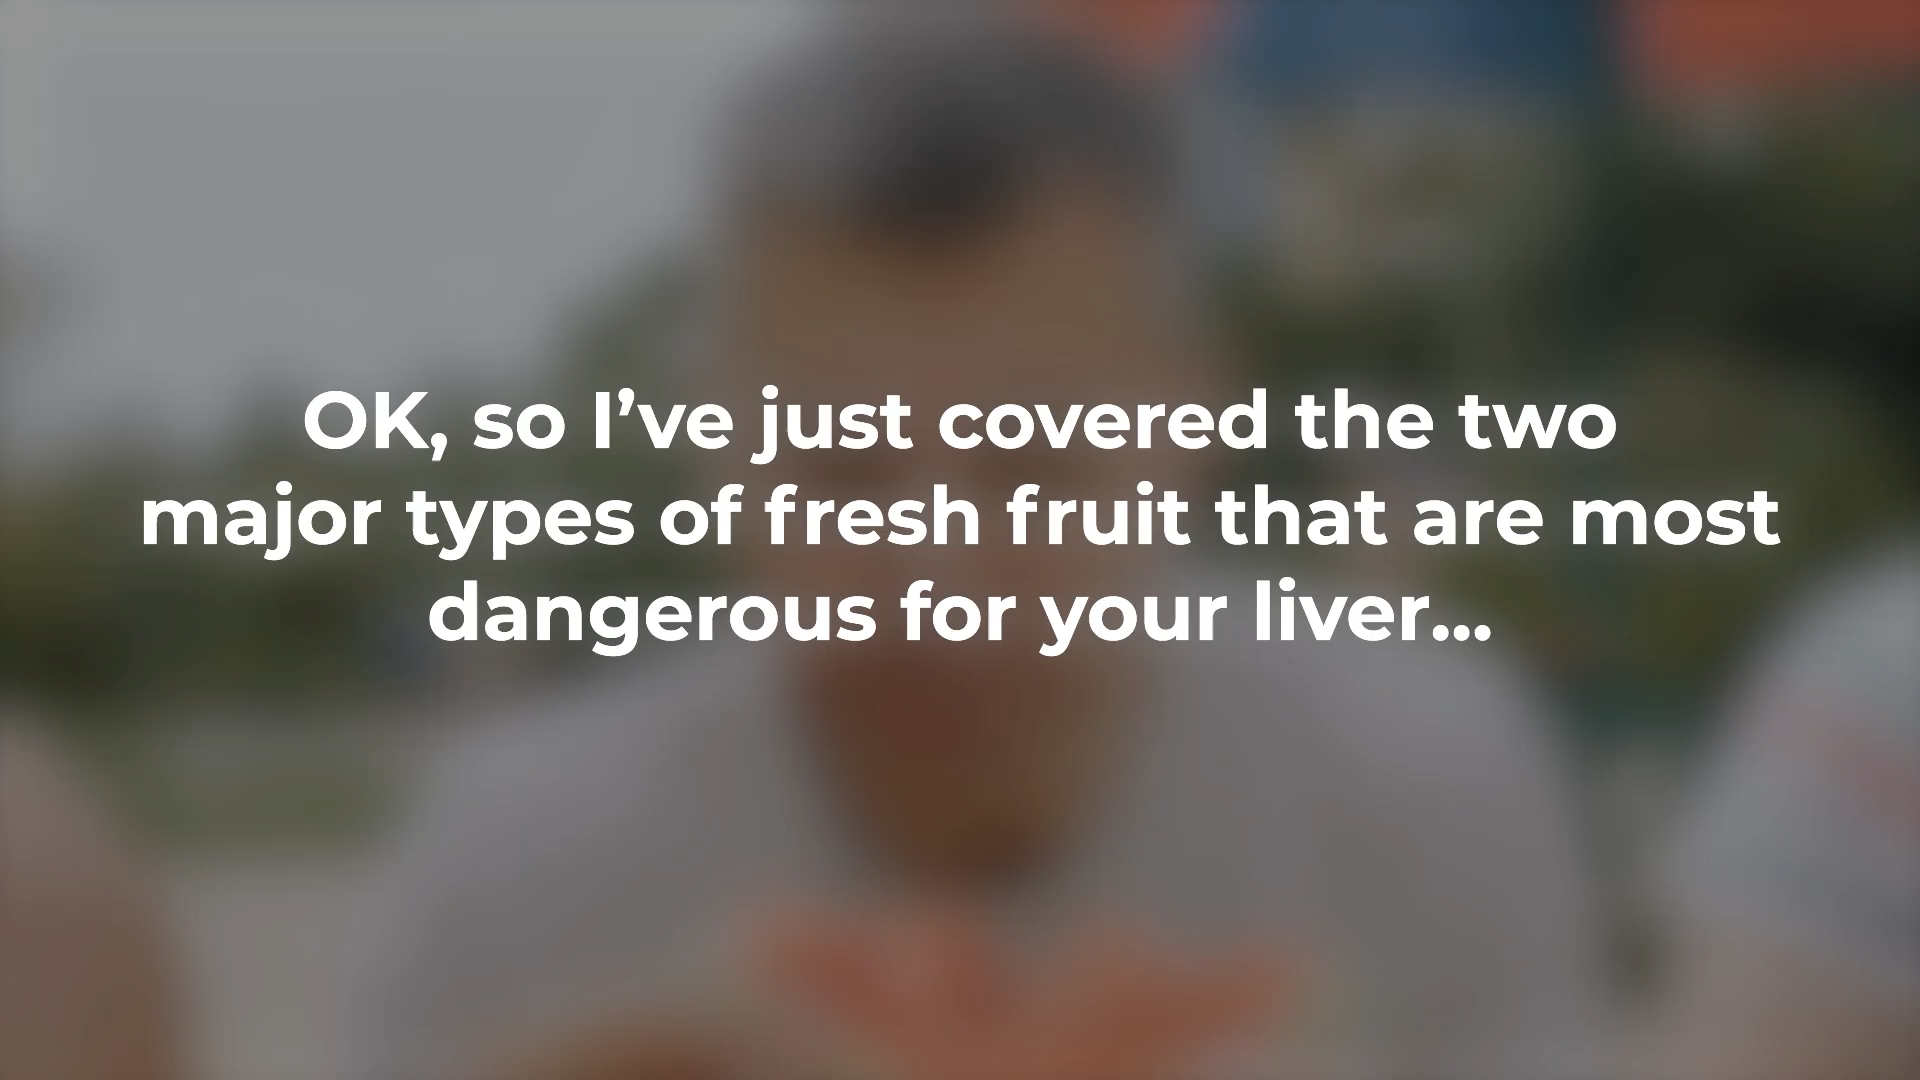 OK, so I’ve just covered the two
major types of fresh fruit that are most
dangerous for your liver...